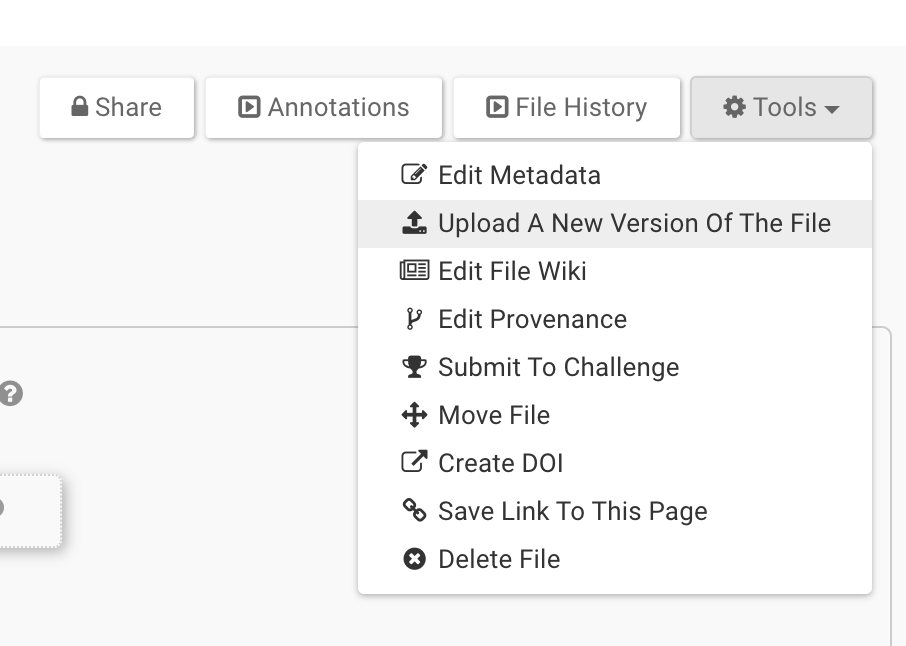 Share Annotations File History Tools
Edit Metadata
Upload A New Version Of The File
Edit File Wiki
Edit Provenance
Submit To Challenge
Move File
Create DOI
Save Link To This Page
Delete File